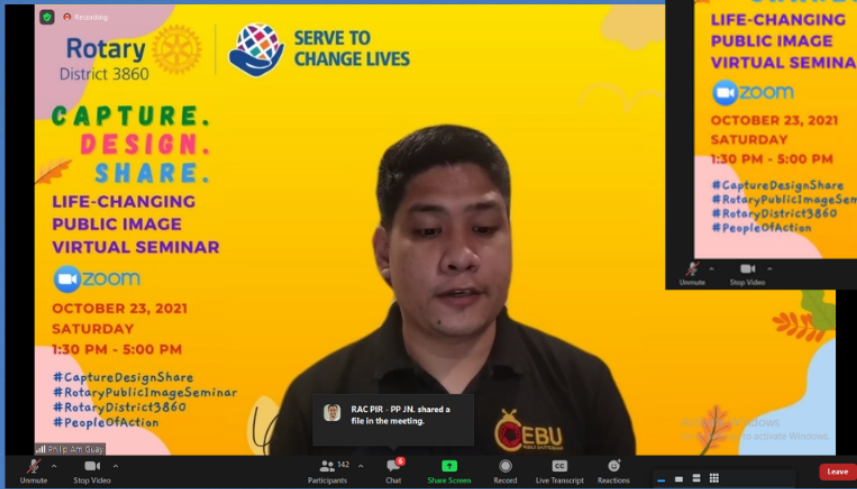 Recording
Rotary
District 3860
SERVE TO
CHANGE LIVES
CAPTURE.
DESIGN.
SHARE.
LIFE-CHANGING
PUBLIC IMAGE
VIRTUAL SEMINAR
zoom
OCTOBER 23, 2021
SATURDAY
1:30 PM - 5:00 PM
#CaptureDesignShare
#RotaryPublicImageSeminar
#RotaryDistrict3860
#PeopleOfAction
Philip Am Guay
RAC PIR - PP JN. shared a
file in the meeting.
CEBU
to activate Windows.
Unmute
Stop Video
142
Participants
6
Chat
Share Screen
Record
CC
Live Transcript
Reactions
Leave
LIFE-CHANGING
PUBLIC IMAGE
VIRTUAL SEMINA
zoom
OCTOBER 23, 2021
SATURDAY
1:30 PM - 5:00 PM
#CaptureDesignShare
#RotaryPublicImageSem
#RotaryDistrict3860
#PeopleOfAction
Unmute
Stop Video